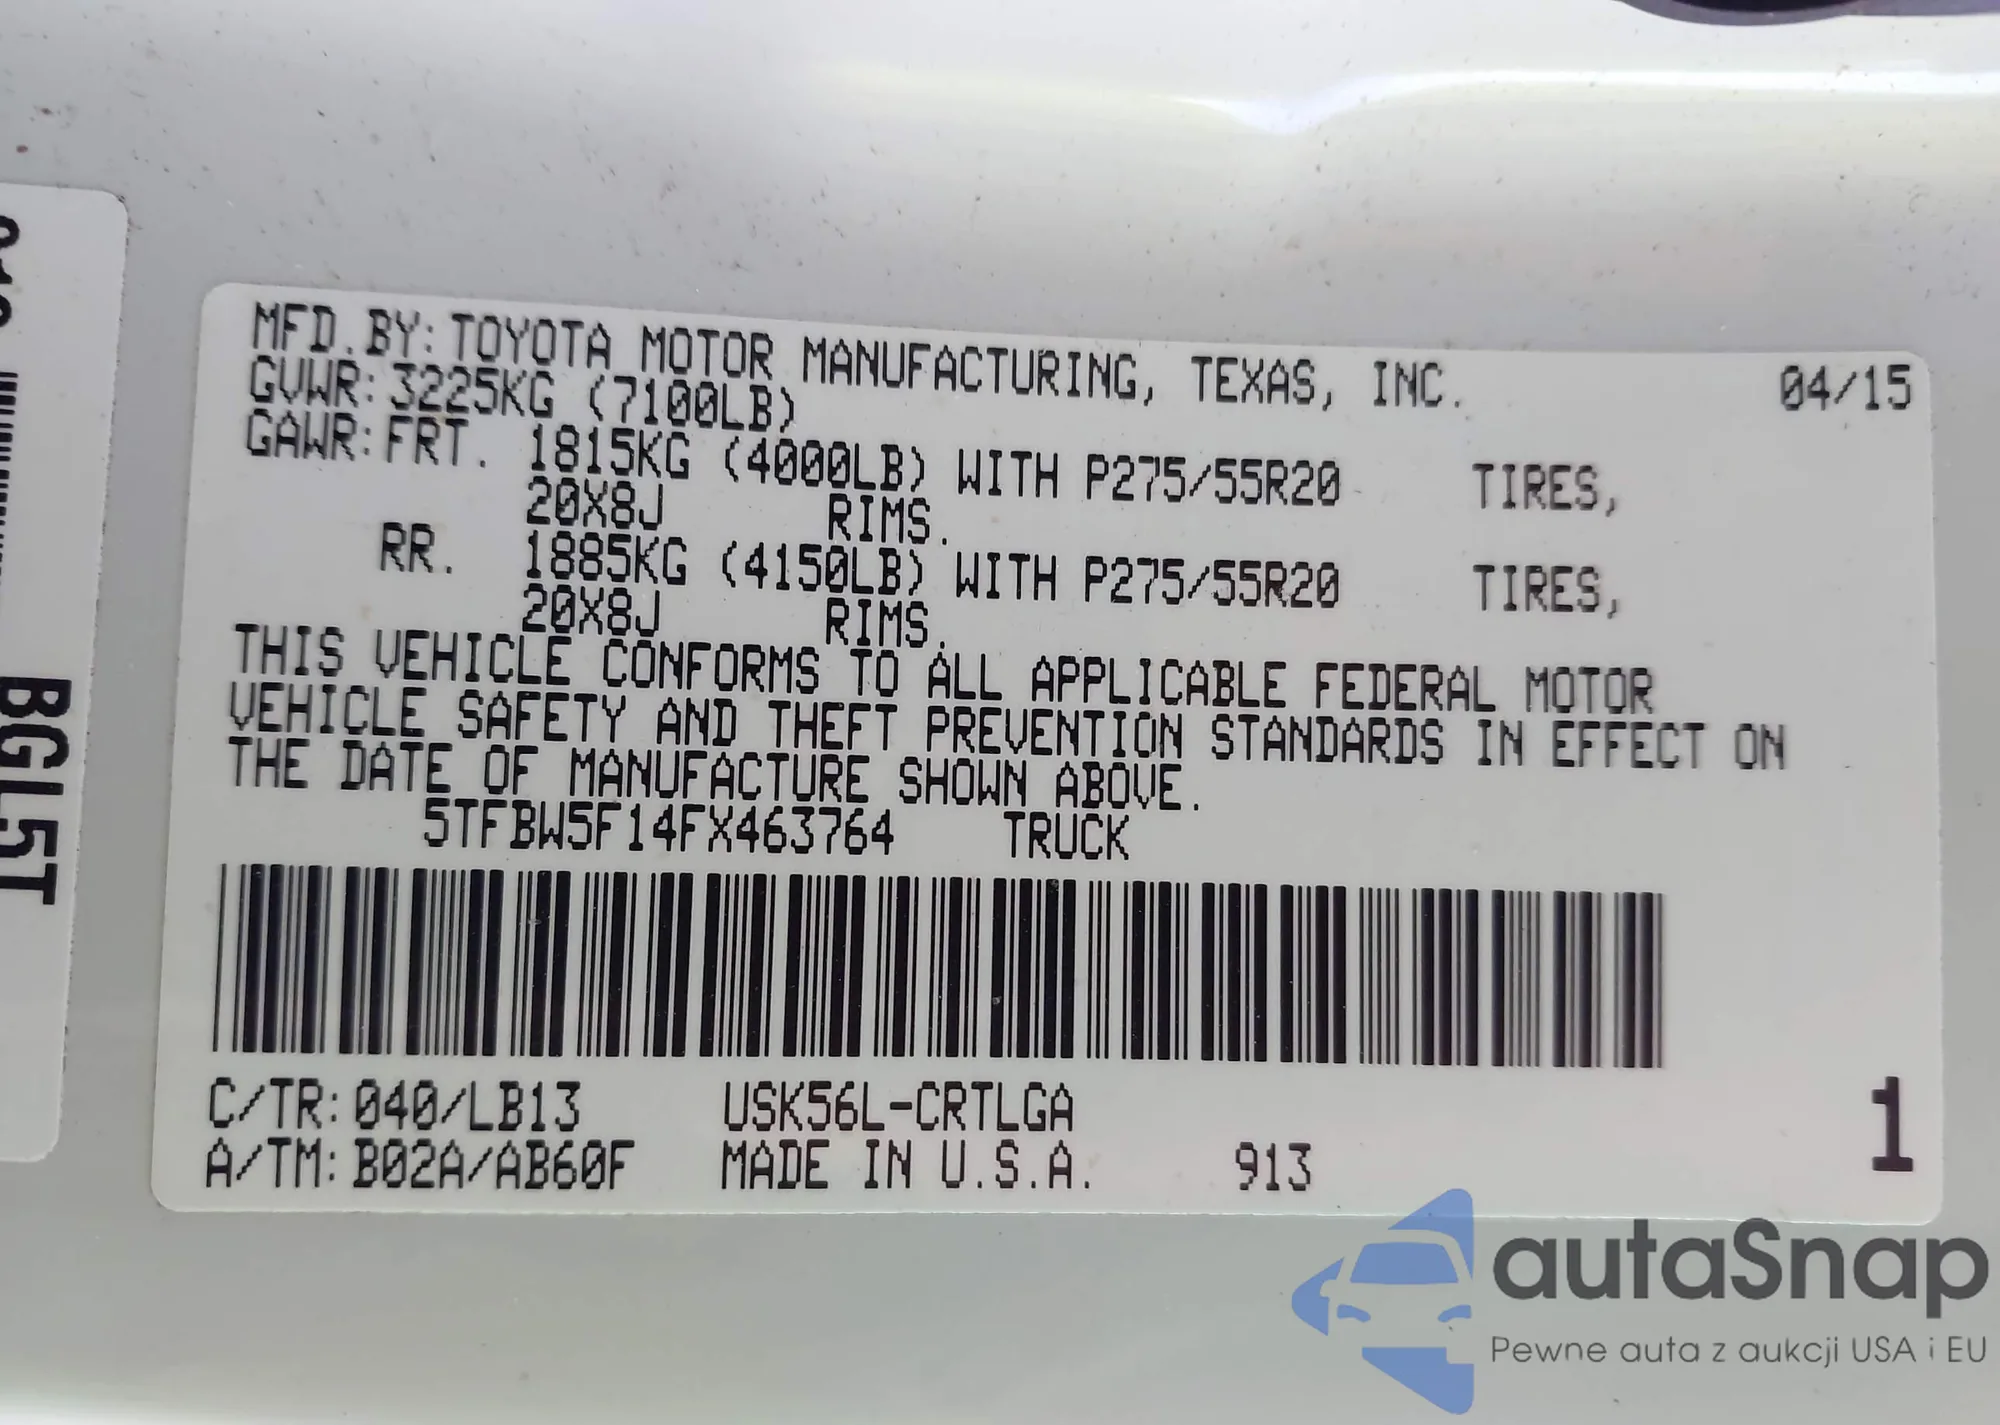 MFD.BY:TOYOTA MOTOR MANUFACTURING, TEXAS, INC. 04/15
GVWR:3225KG (7100LB)
GAWR:FRT. 1815KG (4000LB) WITH P275/55R20 TIRES,
20X8J RIMS.
RR. 1885KG (4150LB) WITH P275/55R20 TIRES,
20X8J RIMS.
THIS VEHICLE CONFORMS TO ALL APPLICABLE FEDERAL MOTOR
VEHICLE SAFETY AND THEFT PREVENTION STANDARDS IN EFFECT ON
THE DATE OF MANUFACTURE SHOWN ABOVE.
5TFBW5F14FX463764 TRUCK
C/TR:040/LB13 USK56L-CRTLGA
A/TM:B02A/AB60F MADE IN U.S.A. 913
1
BGL5T
autaSnap
Pewne auta z aukcji USA i EU